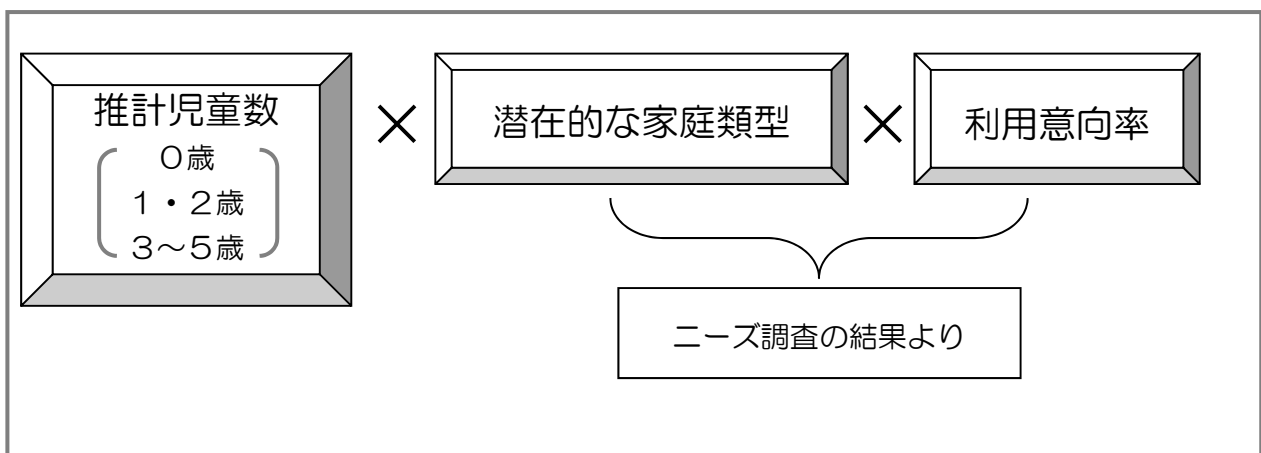 推計児童数
０歳
１・２歳
３～５歳
×
潜在的な家庭類型
×
利用意向率
ニーズ調査の結果より